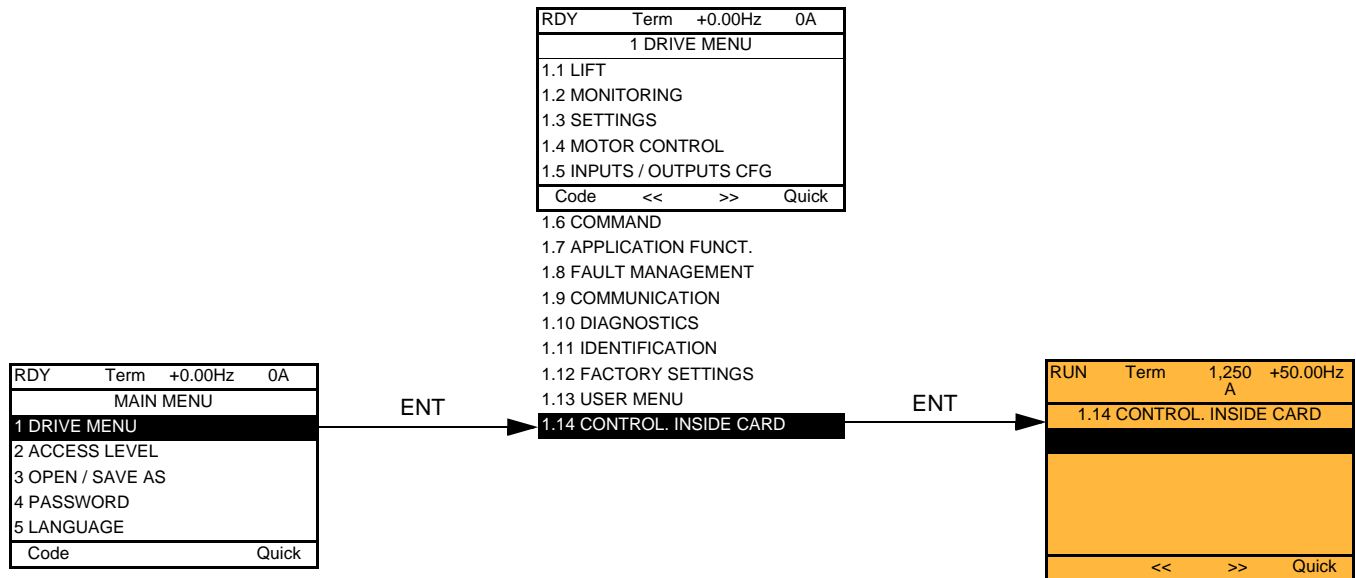 RDY Term +0.00Hz 0A
1 DRIVE MENU
1.1 LIFT
1.2 MONITORING
1.3 SETTINGS
1.4 MOTOR CONTROL
1.5 INPUTS / OUTPUTS CFG
Code << >> Quick
1.6 COMMAND
1.7 APPLICATION FUNCT.
1.8 FAULT MANAGEMENT
1.9 COMMUNICATION
1.10 DIAGNOSTICS
1.11 IDENTIFICATION
1.12 FACTORY SETTINGS
1.13 USER MENU
1.14 CONTROL. INSIDE CARD
RDY Term +0.00Hz 0A
MAIN MENU
1 DRIVE MENU
2 ACCESS LEVEL
3 OPEN / SAVE AS
4 PASSWORD
5 LANGUAGE
Code Quick
ENT
ENT
RUN Term 1,250 +50.00Hz
A
1.14 CONTROL. INSIDE CARD
<< >> Quick